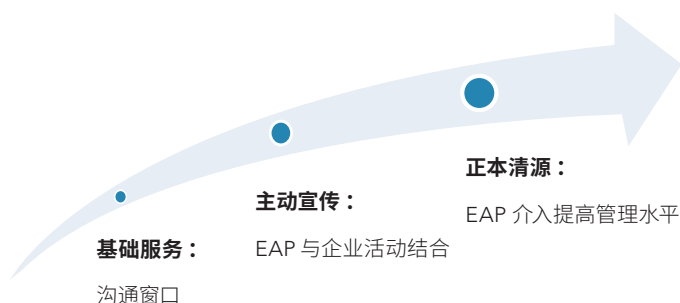 基础服务：
沟通窗口
主动宣传：
EAP 与企业活动结合
正本清源：
EAP 介入提高管理水平